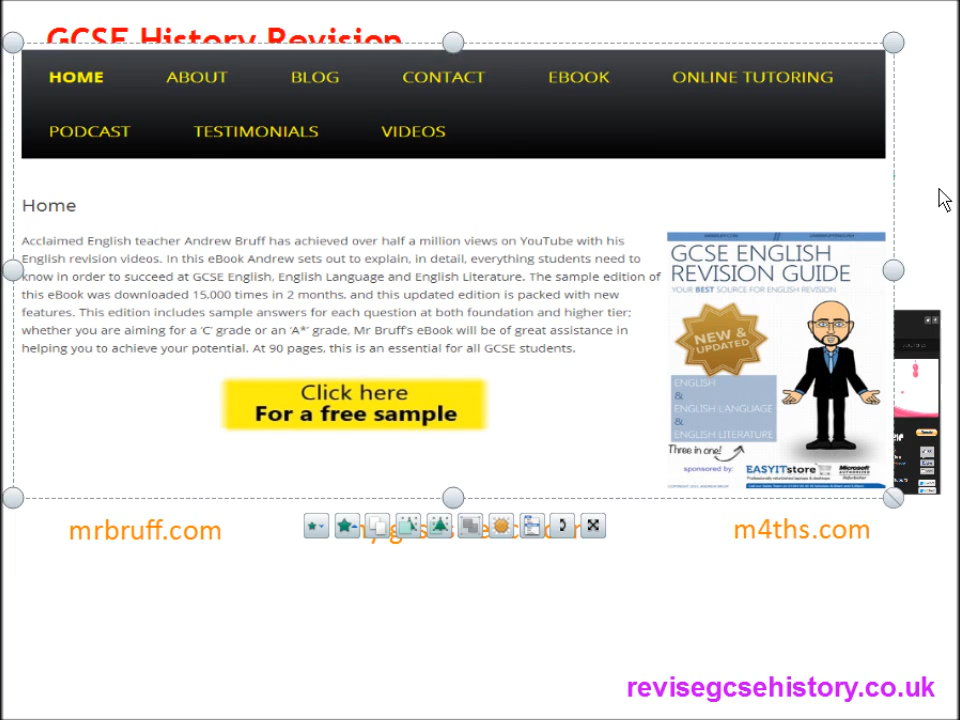 GCSE History Revision
HOME ABOUT BLOG CONTACT EBOOK ONLINE TUTORING
PODCAST TESTIMONIALS VIDEOS
Home
Acclaimed English teacher Andrew Bruff has achieved over half a million views on YouTube with his
English revision videos. In this eBook Andrew sets out to explain, in detail, everything students need to
know in order to succeed at GCSE English, English Language and English Literature. The sample edition of
this eBook was downloaded 15,000 times in 2 months, and this updated edition is packed with new
features. This edition includes sample answers for each question at both foundation and higher tier;
whether you are aiming for a 'C' grade or an 'A*' grade, Mr Bruff's eBook will be of great assistance in
helping you to achieve your potential. At 90 pages, this is an essential for all GCSE students.
Click here
For a free sample
GCSE ENGLISH
REVISION GUIDE
YOUR BEST SOURCE FOR ENGLISH REVISION
NEW &
UPDATED
ENGLISH
&
ENGLISH LANGUAGE
&
ENGLISH LITERATURE
Three in one!
sponsored by: EASYITstore Microsoft
mrbruff.com
m4ths.com
revisegcsehistory.co.uk